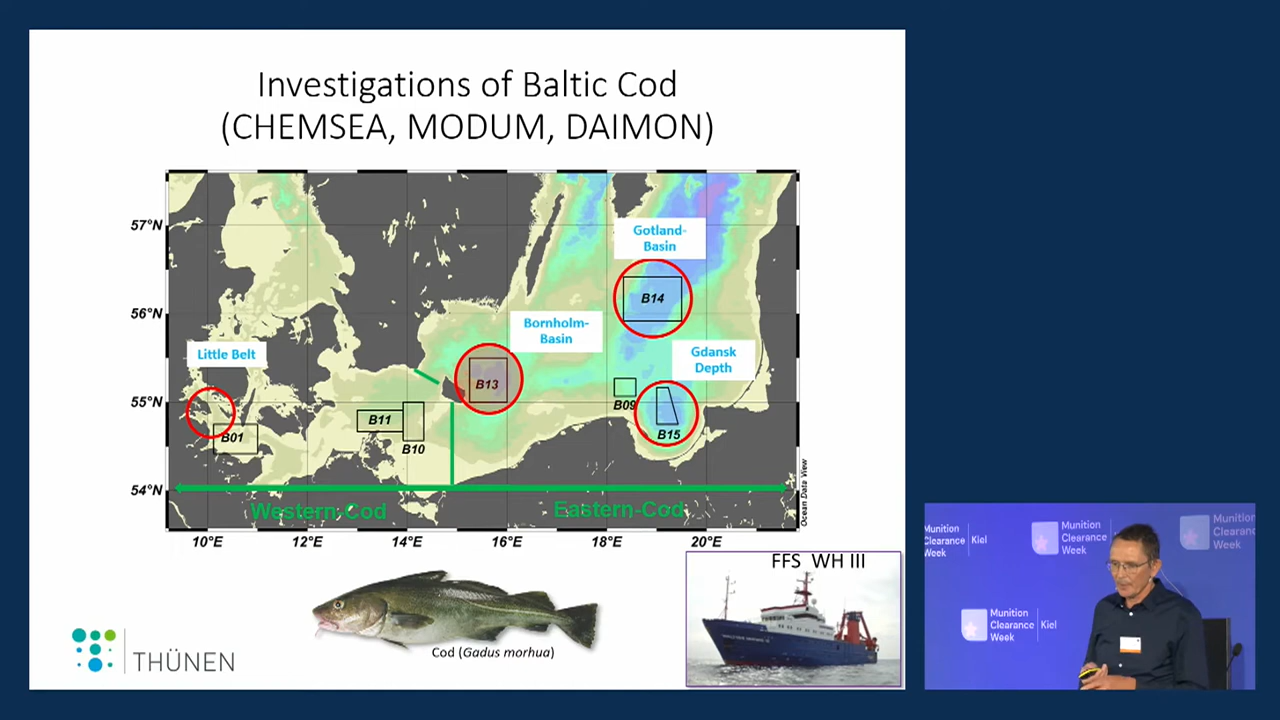 Investigations of Baltic Cod
(CHEMSEA, MODUM, DAIMON)
57°N
56°N
55°N
54°N
10°E
12°E
14°E
16°E
18°E
20°E
Gotland-
Basin
B14
Bornholm-
Basin
B13
Little Belt
B01
B11
B10
Gdansk
Depth
B09
B15
Western-Cod
Eastern-Cod
Ocean Data View
Cod (Gadus morhua)
FFS WH III
THÜNEN
Munition
Clearance
Week
Kiel
Munition
Clearance
Week
Munition
Clearance
Week
Munition
Clearance
Week
Kiel